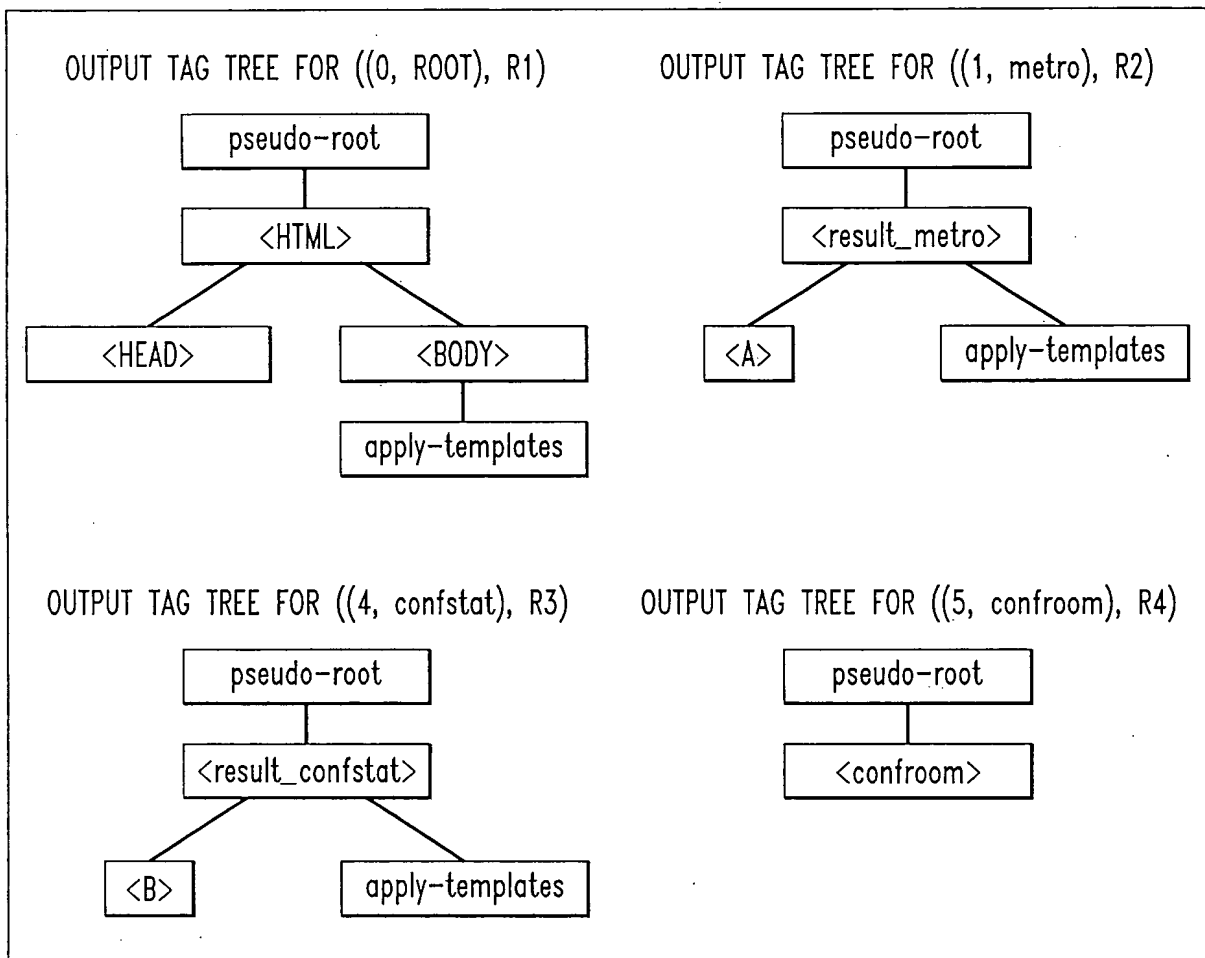 OUTPUT TAG TREE FOR ((0, ROOT), R1)
pseudo-root
<HTML>
<HEAD>
<BODY>
apply-templates
OUTPUT TAG TREE FOR ((1, metro), R2)
pseudo-root
<result_metro>
<A>
apply-templates
OUTPUT TAG TREE FOR ((4, confstat), R3)
pseudo-root
<result_confstat>
<B>
apply-templates
OUTPUT TAG TREE FOR ((5, confroom), R4)
pseudo-root
<confroom>